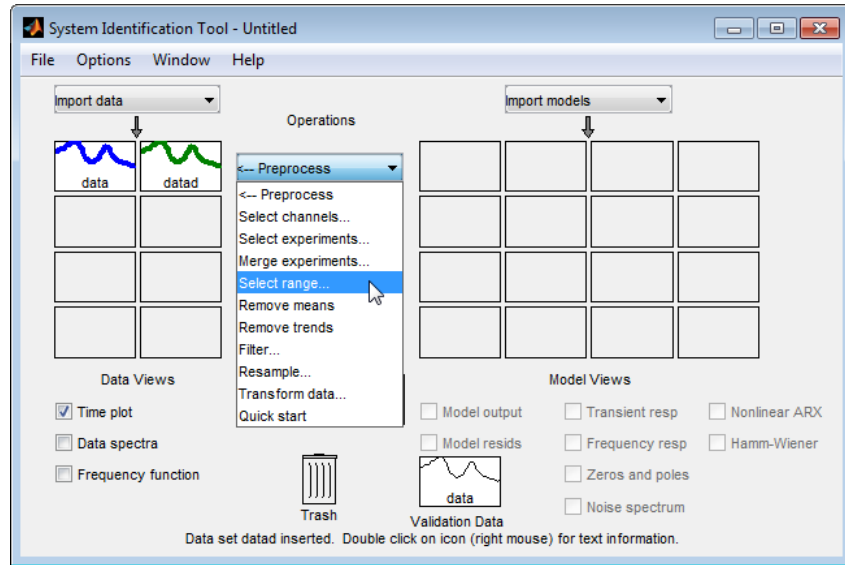 System Identification Tool - Untitled
File Options Window Help
Import data
Import models
Operations
data
datad
<-- Preprocess
<-- Preprocess
Select channels...
Select experiments...
Merge experiments...
Select range...
Remove means
Remove trends
Filter...
Resample...
Transform data...
Quick start
Data Views
Time plot
Data spectra
Frequency function
Model Views
Model output
Transient resp
Nonlinear ARX
Model resids
Frequency resp
Hamm-Wiener
Zeros and poles
Noise spectrum
Trash
data
Validation Data
Data set datad inserted. Double click on icon (right mouse) for text information.